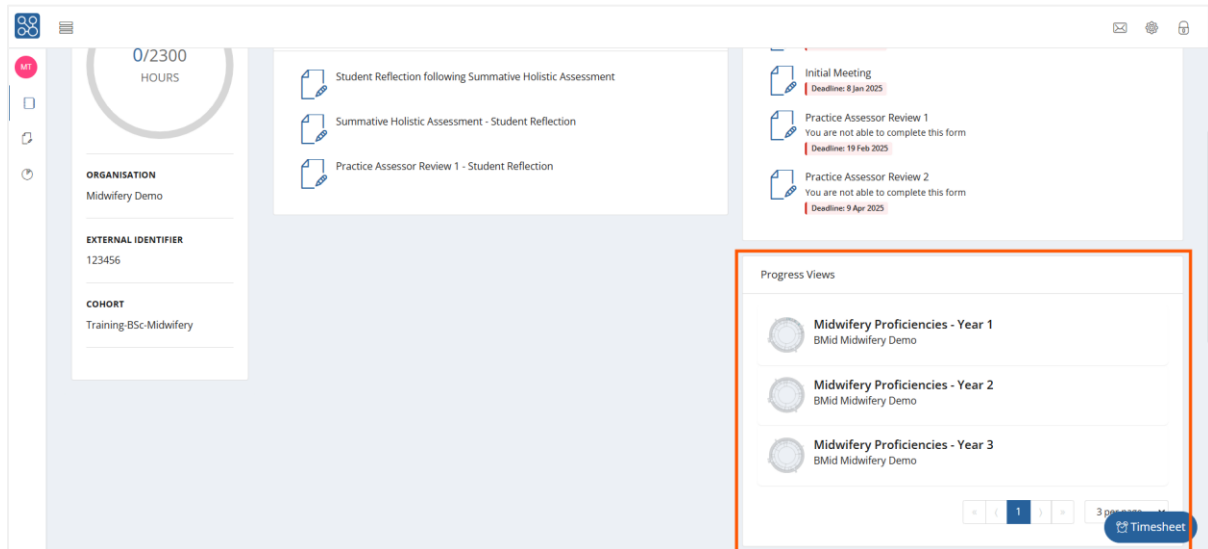 MT
0/2300
HOURS
ORGANISATION
Midwifery Demo
EXTERNAL IDENTIFIER
123456
COHORT
Training-BSc-Midwifery
Student Reflection following Summative Holistic Assessment
Summative Holistic Assessment - Student Reflection
Practice Assessor Review 1 - Student Reflection
Initial Meeting
Deadline: 8 Jan 2025
Practice Assessor Review 1
You are not able to complete this form
Deadline: 19 Feb 2025
Practice Assessor Review 2
You are not able to complete this form
Deadline: 9 Apr 2025
Progress Views
Midwifery Proficiencies - Year 1
BMid Midwifery Demo
Midwifery Proficiencies - Year 2
BMid Midwifery Demo
Midwifery Proficiencies - Year 3
BMid Midwifery Demo
« ⟨ 1 ⟩ »
3 per page
Timesheet